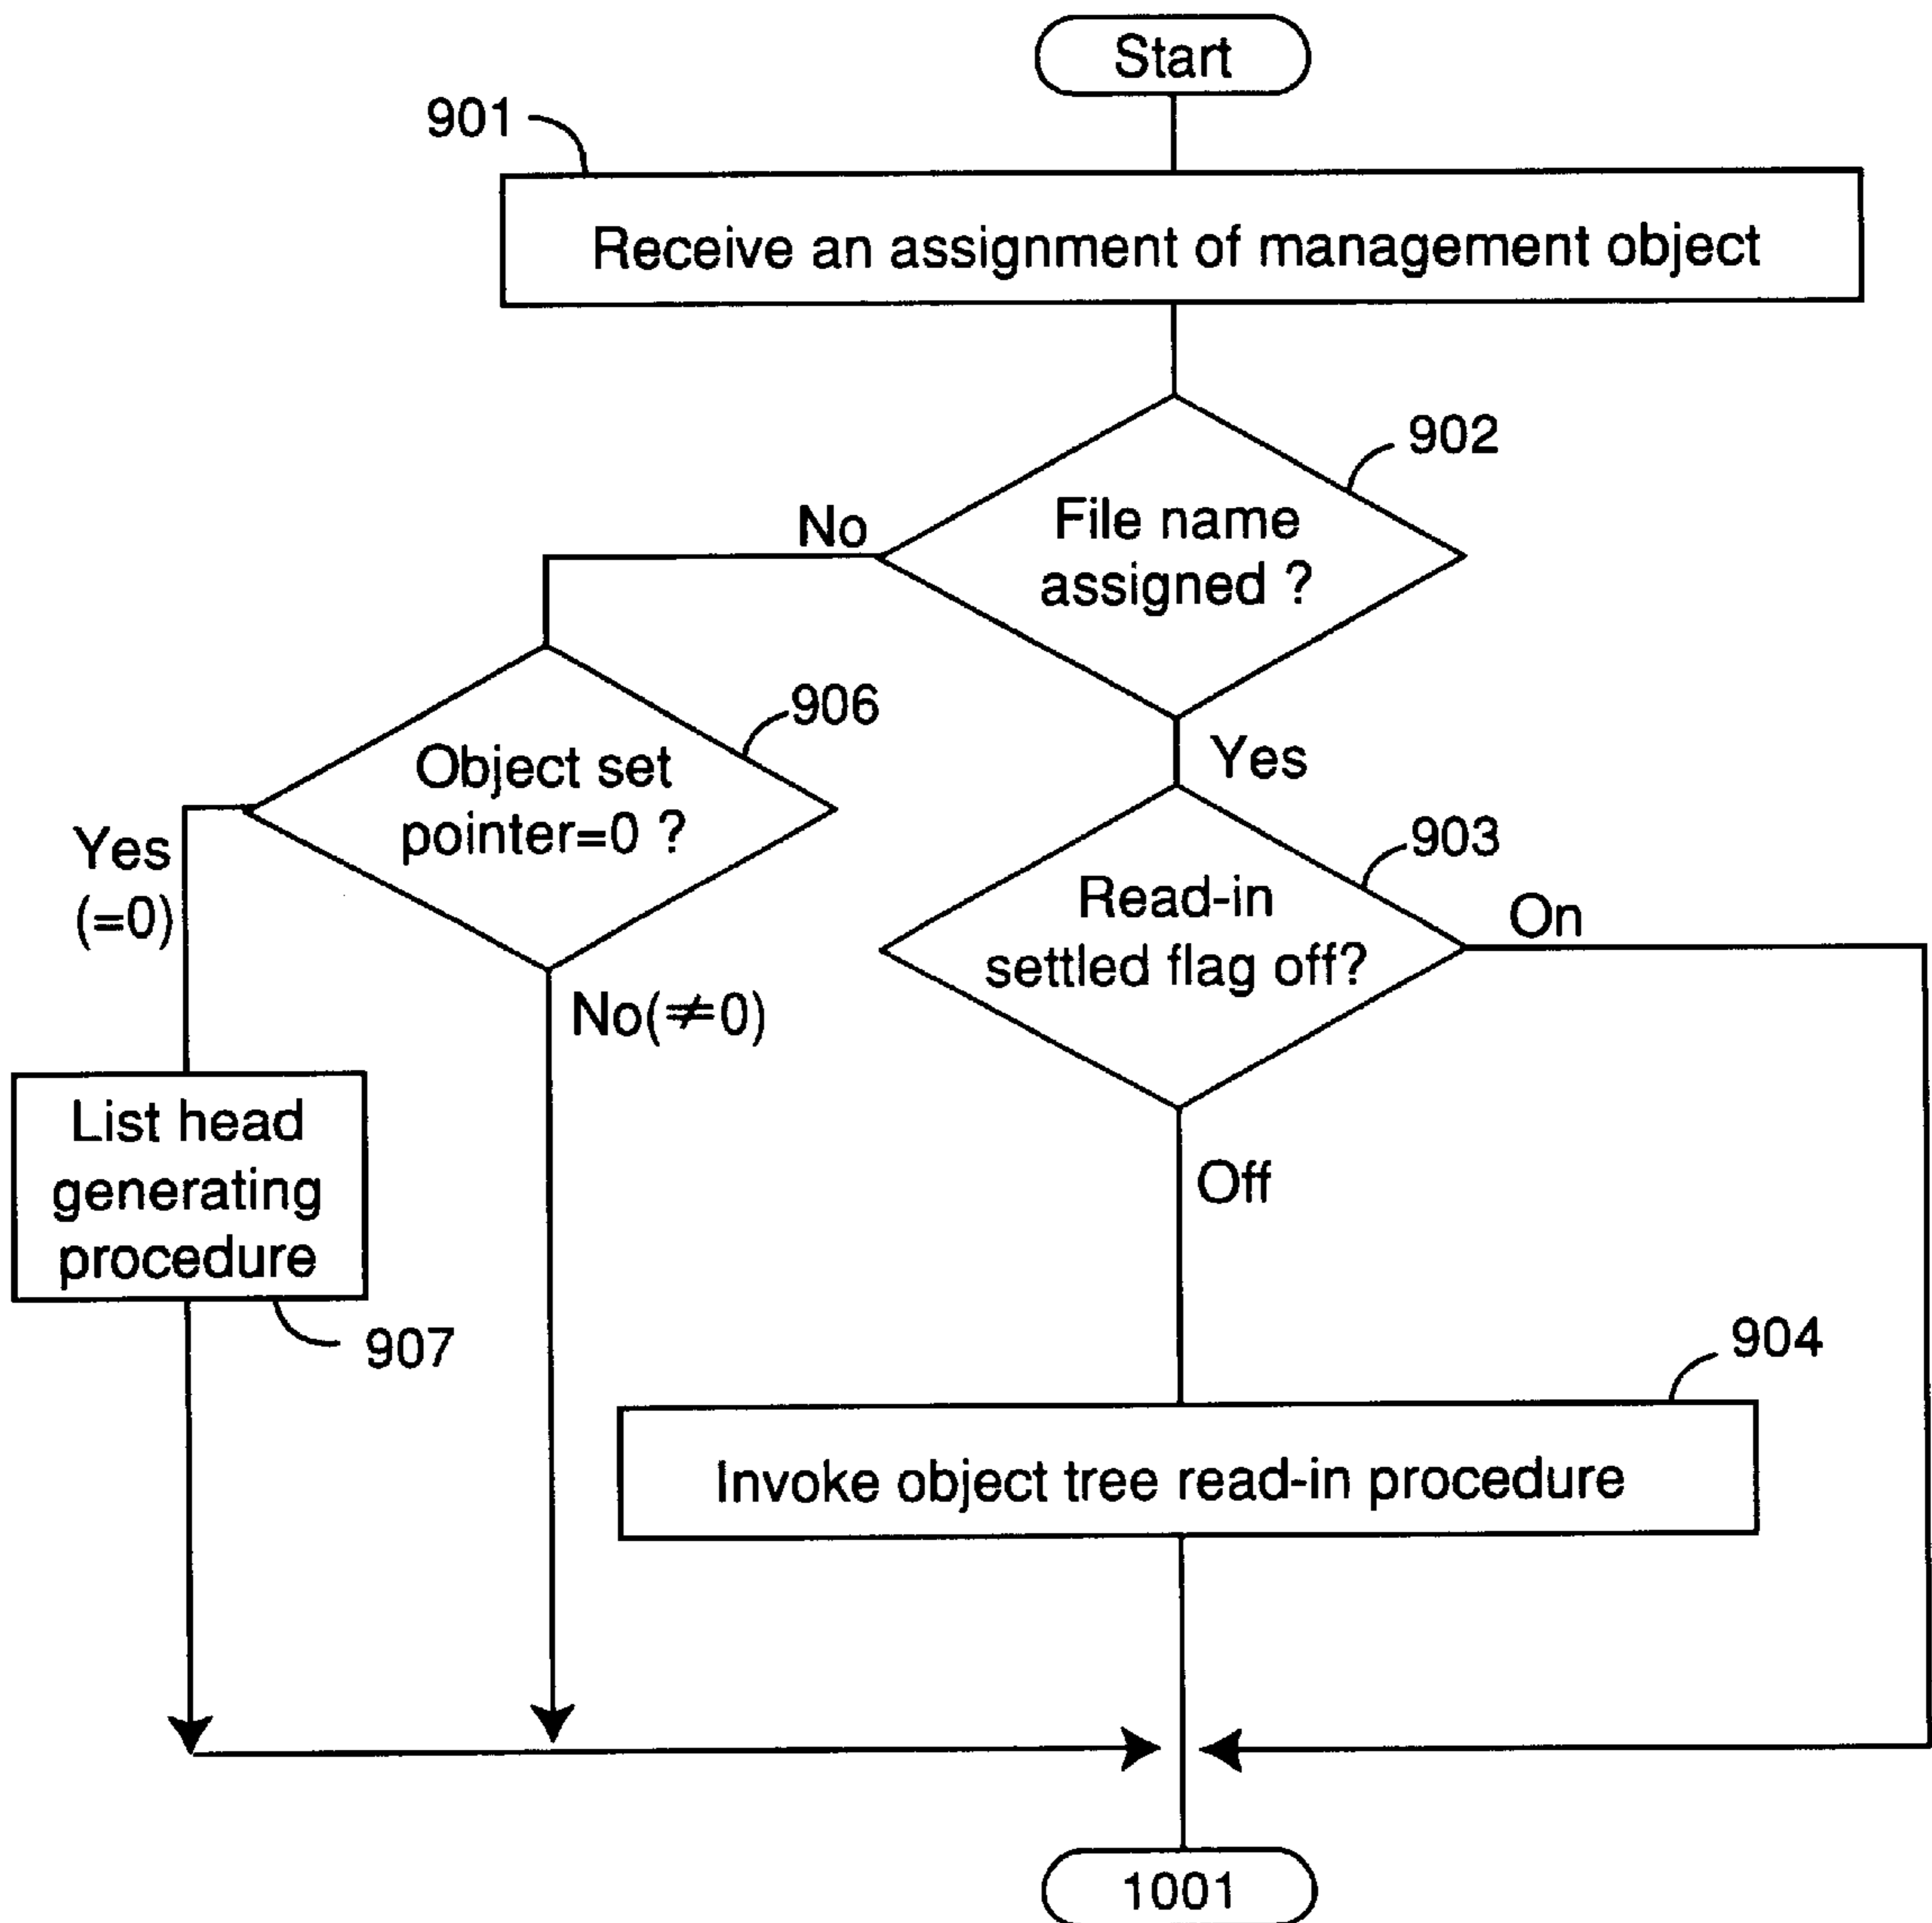 Start
901
Receive an assignment of management object
902
No
File name
assigned ?
906
Object set
pointer=0 ?
Yes
Yes
(=0)
903
Read-in
settled flag off?
On
No(≠0)
List head
generating
procedure
Off
907
904
Invoke object tree read-in procedure
1001